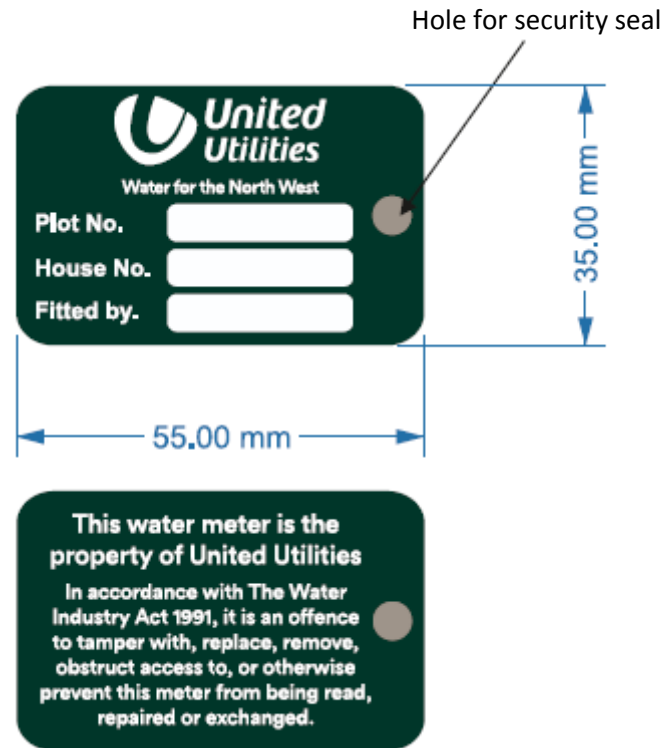 Hole for security seal
United
Utilities
Water for the North West
Plot No.
House No.
Fitted by.
35.00 mm
55.00 mm
This water meter is the
property of United Utilities
In accordance with The Water
Industry Act 1991, it is an offence
to tamper with, replace, remove,
obstruct access to, or otherwise
prevent this meter from being read,
repaired or exchanged.